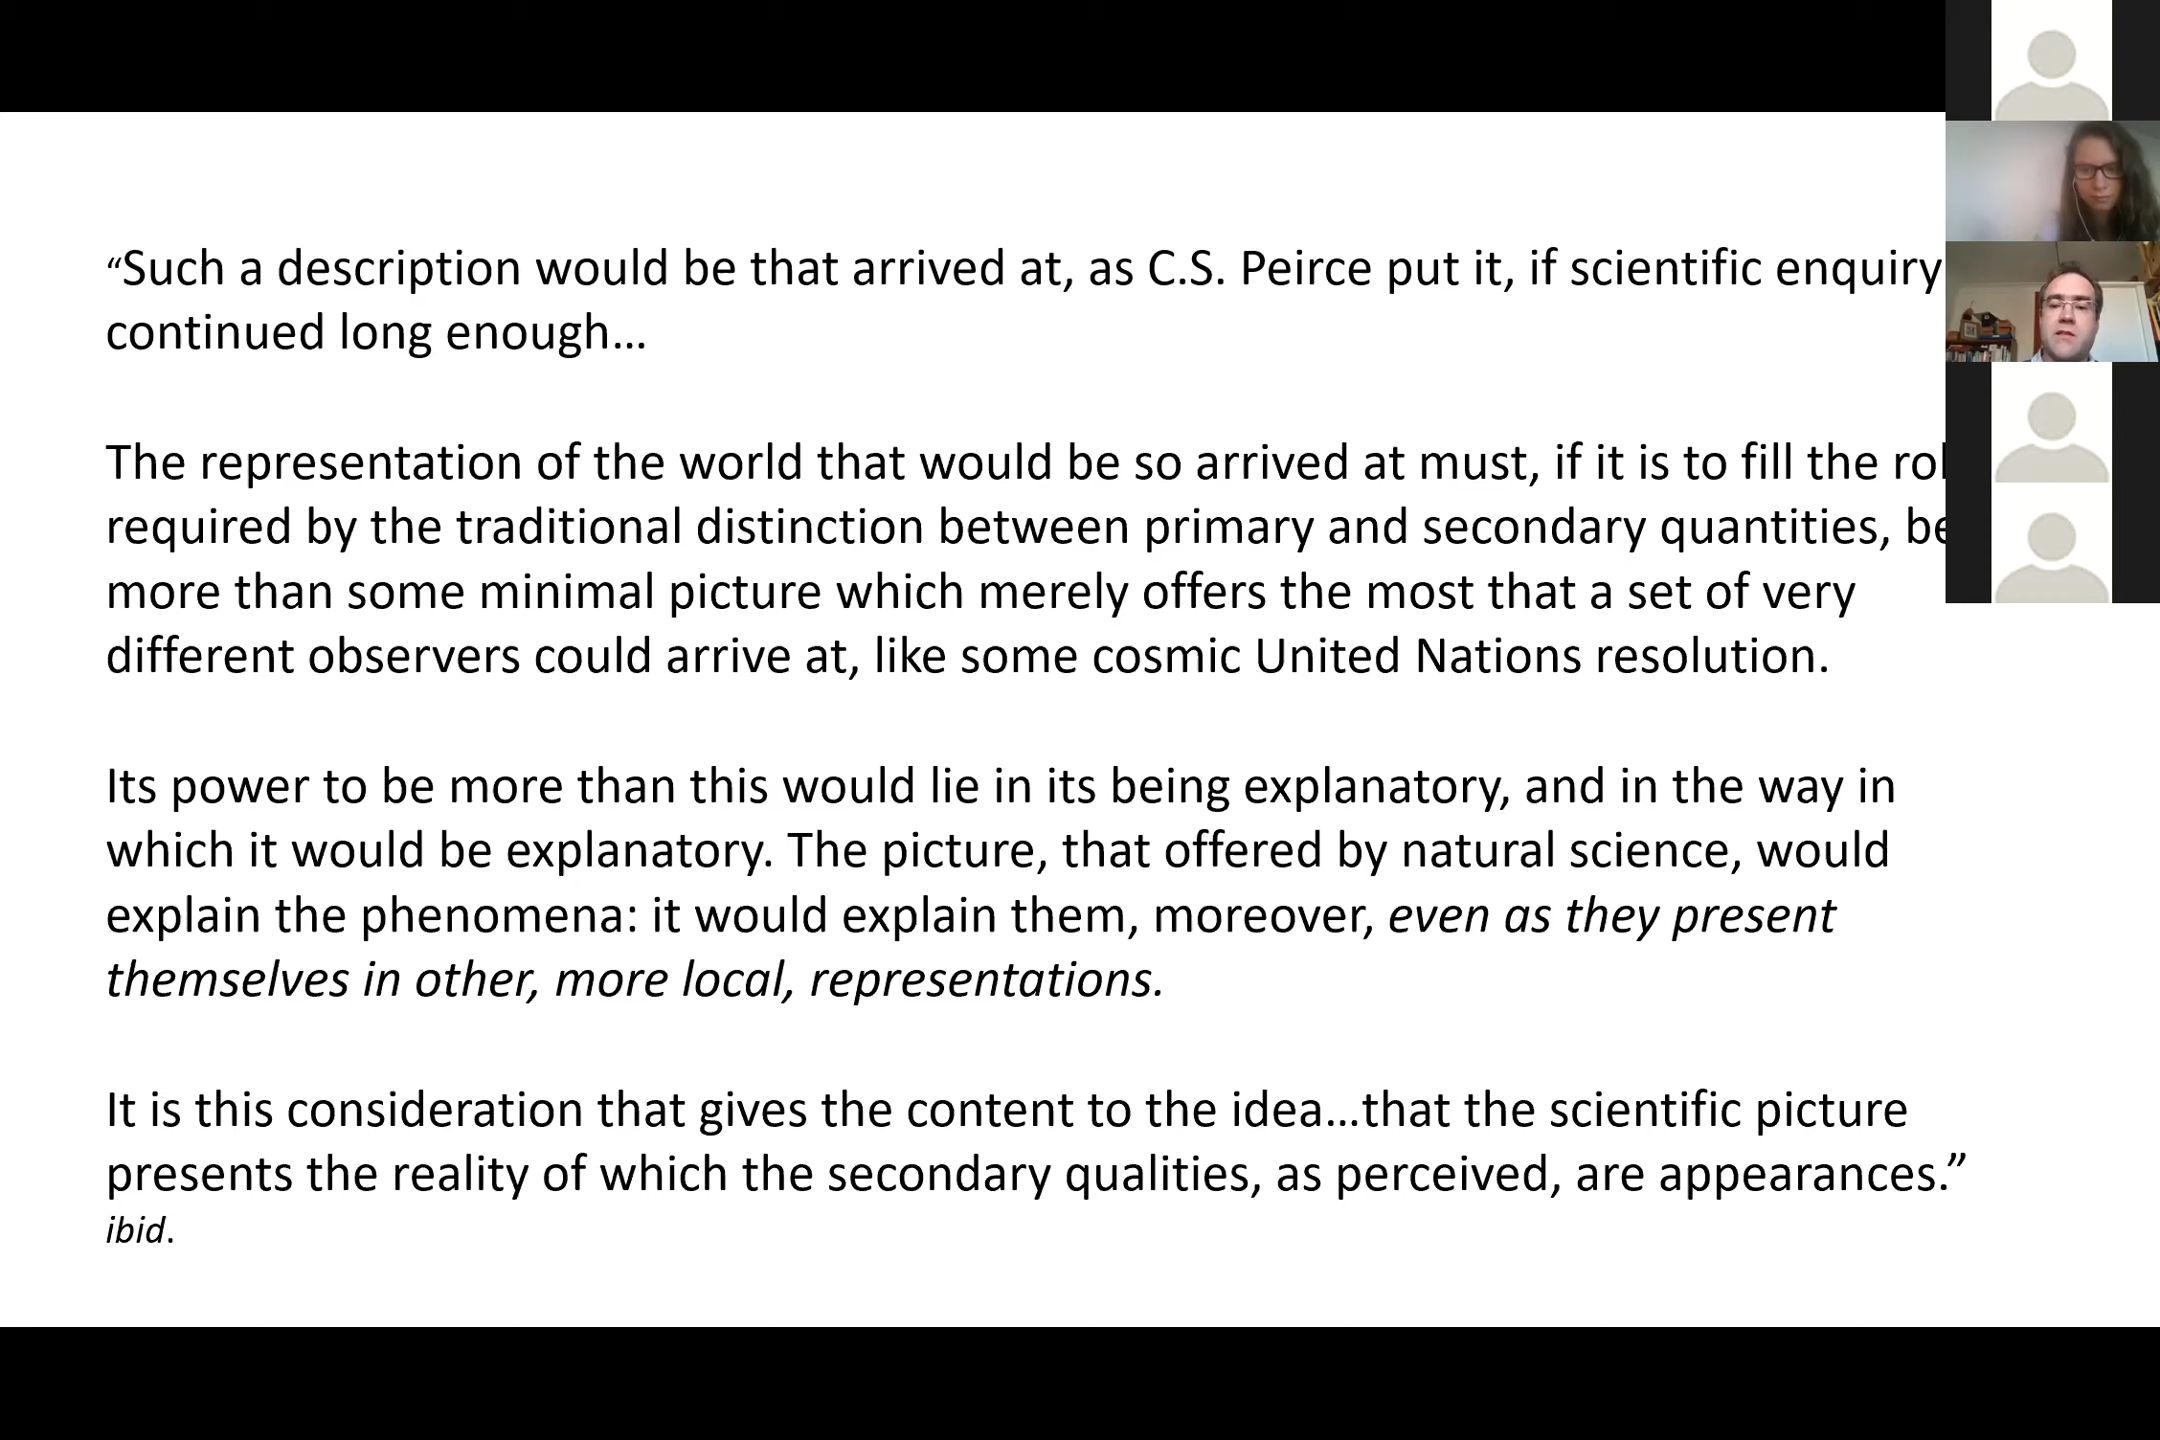 “Such a description would be that arrived at, as C.S. Peirce put it, if scientific enquiry
continued long enough…
The representation of the world that would be so arrived at must, if it is to fill the
required by the traditional distinction between primary and secondary quantities, be
more than some minimal picture which merely offers the most that a set of very
different observers could arrive at, like some cosmic United Nations resolution.
Its power to be more than this would lie in its being explanatory, and in the way in
which it would be explanatory. The picture, that offered by natural science, would
explain the phenomena: it would explain them, moreover, even as they present
themselves in other, more local, representations.
It is this consideration that gives the content to the idea…that the scientific picture
presents the reality of which the secondary qualities, as perceived, are appearances.”
ibid.